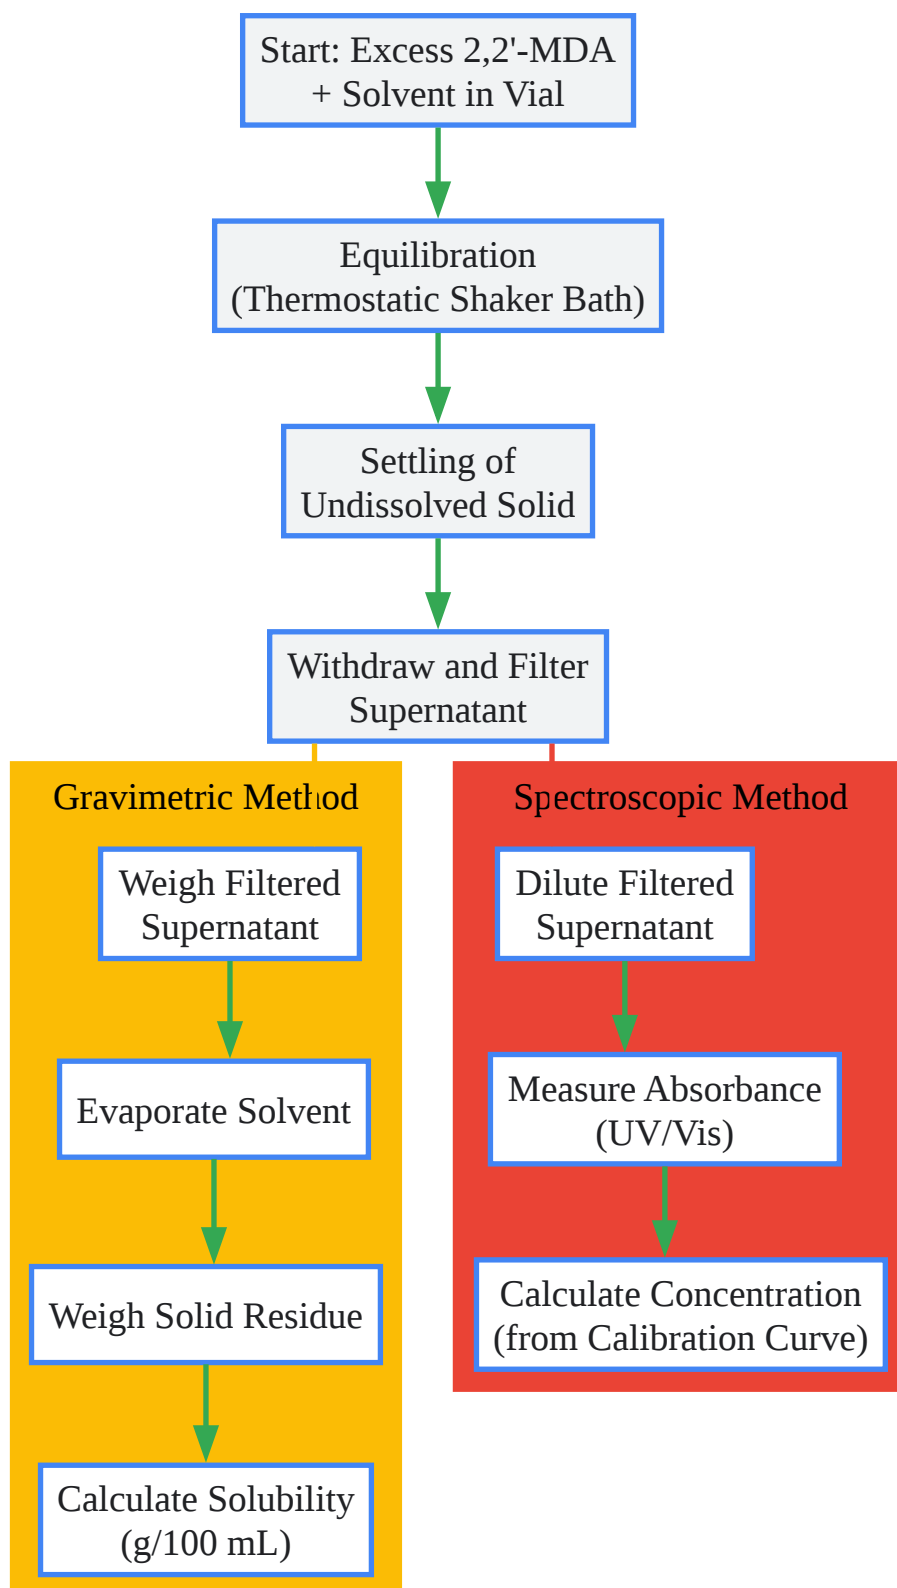 Start: Excess 2,2'-MDA
+ Solvent in Vial
Equilibration
(Thermostatic Shaker Bath)
Settling of
Undissolved Solid
Withdraw and Filter
Supernatant
Gravimetric Method
Weigh Filtered
Supernatant
Evaporate Solvent
Weigh Solid Residue
Calculate Solubility
(g/100 mL)
Spectroscopic Method
Dilute Filtered
Supernatant
Measure Absorbance
(UV/Vis)
Calculate Concentration
(from Calibration Curve)